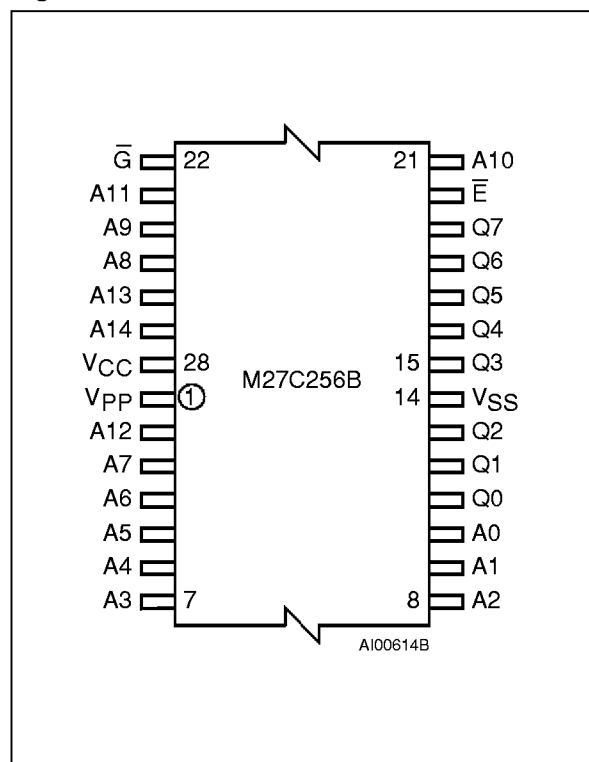 G̅ 22 21 A10
A11 E̅
A9 Q7
A8 Q6
A13 Q5
A14 Q4
VCC 28 15 Q3
M27C256B
VPP 1 14 VSS
A12 Q2
A7 Q1
A6 Q0
A5 A0
A4 A1
A3 7 8 A2
AI00614B